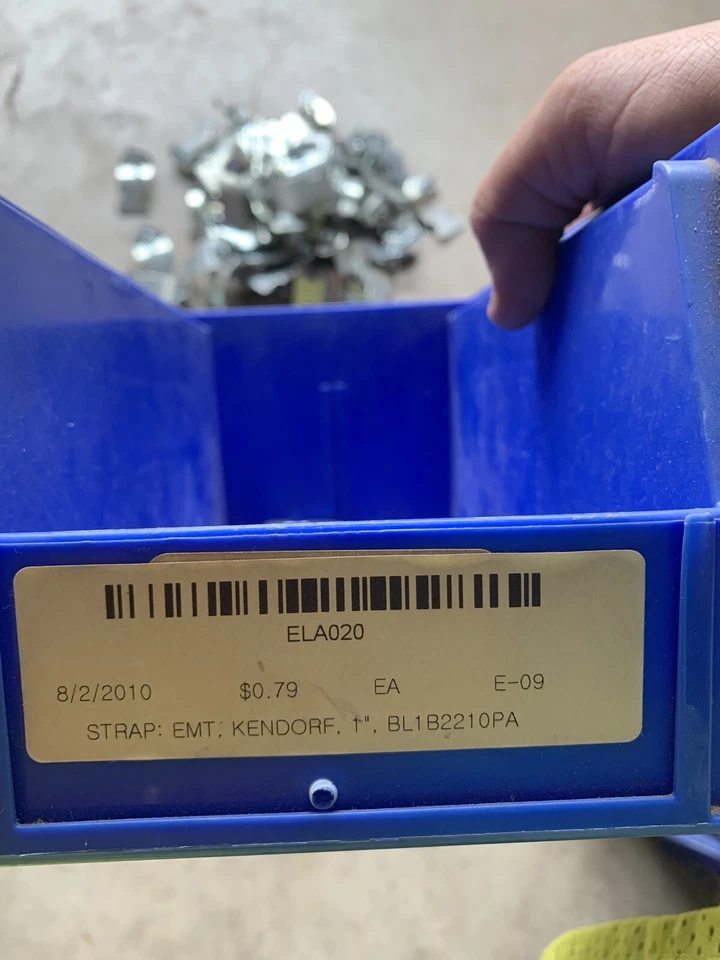 ELA020
8/2/2010 $0.79 EA E-09
STRAP: EMT, KENDORF, 1", BL1B2210PA